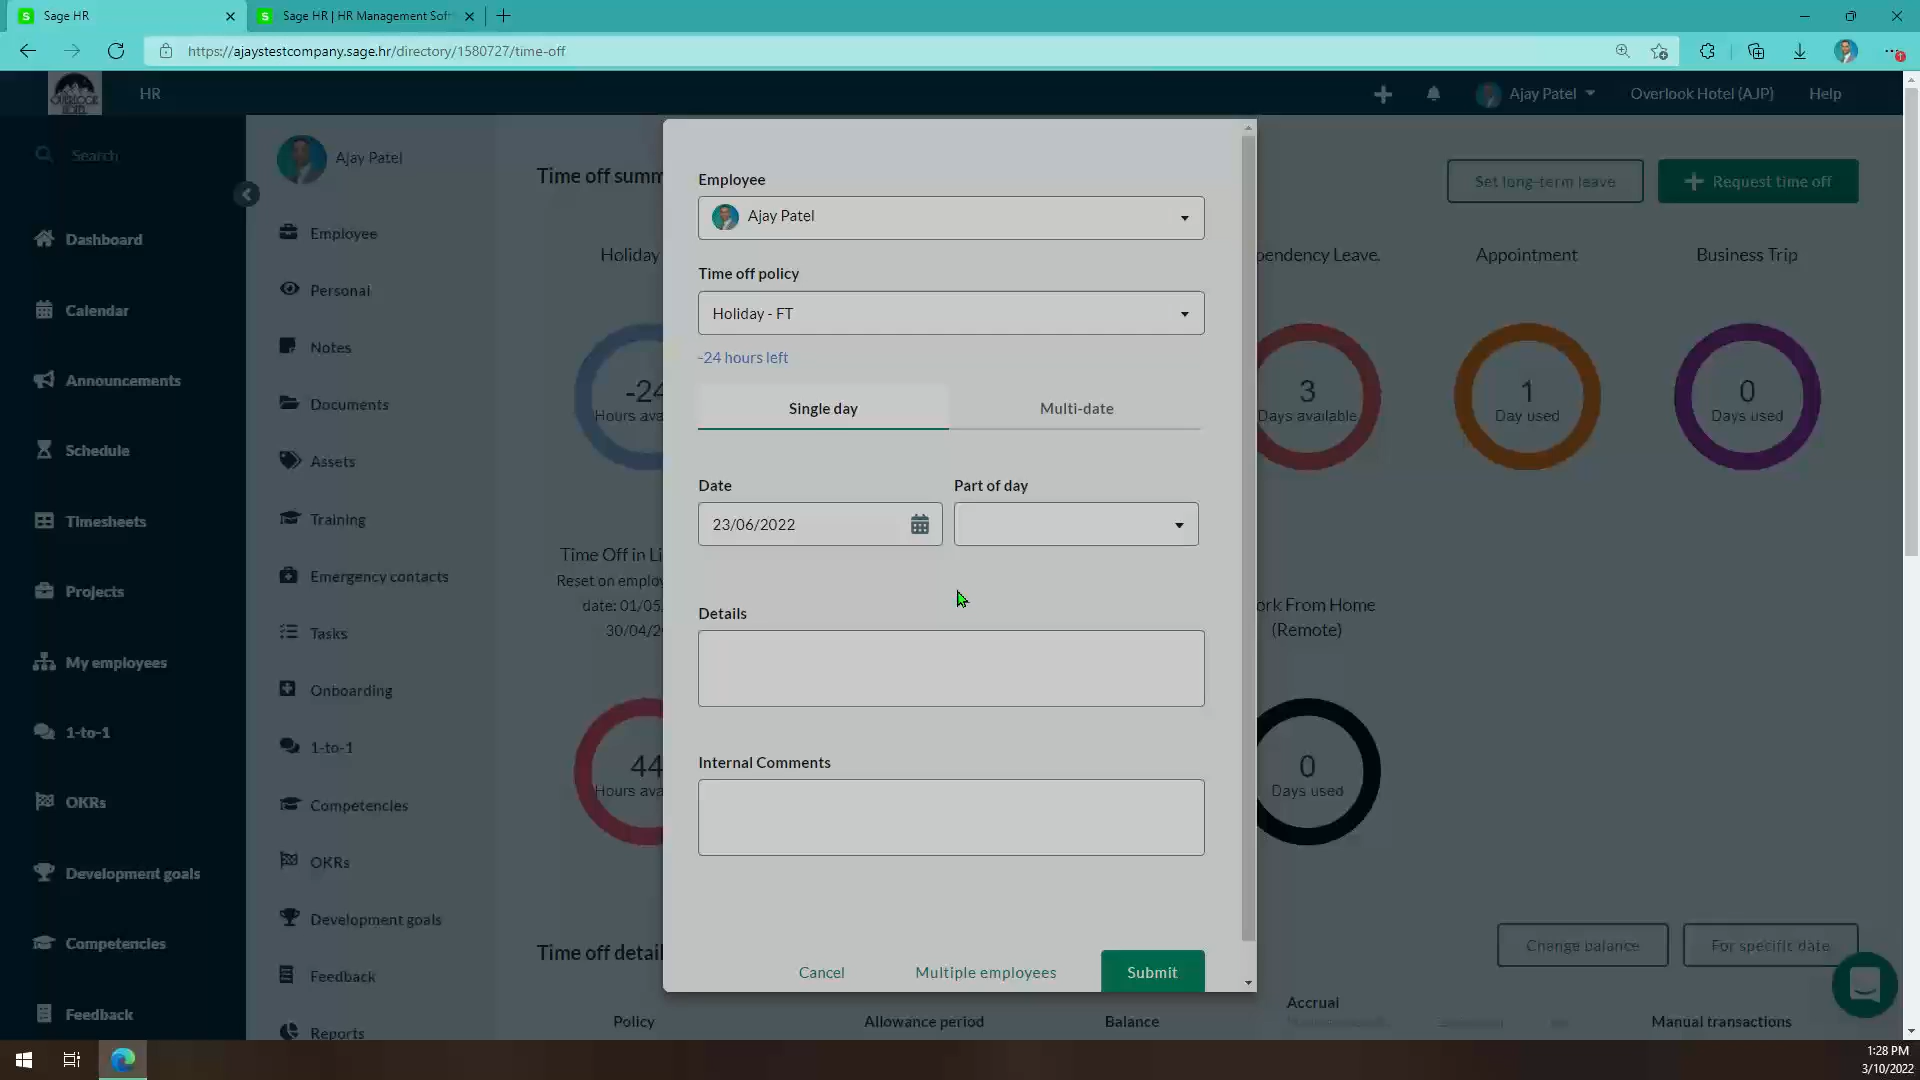 Sage HR
Sage HR | HR Management Soft
https://ajaystestcompany.sage.hr/directory/1580727/time-off
OVERLOOK
HOTEL
HR
Ajay Patel
Overlook Hotel (AJP)
Help
Search
Dashboard
Calendar
Announcements
Schedule
Timesheets
Projects
My employees
1-to-1
OKRs
Development goals
Competencies
Feedback
Ajay Patel
Employee
Personal
Notes
Documents
Assets
Training
Emergency contacts
Tasks
Onboarding
1-to-1
Competencies
OKRs
Development goals
Feedback
Reports
Time off summ
Set long-term leave
Request time off
Holiday
-24
Hours ava
pendency Leave.
3
Days available
Appointment
1
Day used
Business Trip
0
Days used
Time Off in Li
Reset on employ
date: 01/05
30/04/2
44
Hours ava
ork From Home
(Remote)
0
Days used
Employee
Ajay Patel
Time off policy
Holiday - FT
-24 hours left
Single day
Multi-date
Date
Part of day
23/06/2022
Details
Internal Comments
Cancel
Multiple employees
Submit
Time off detail
Change balance
For specific date
Policy
Allowance period
Balance
Accrual
Manual transactions
1:28 PM
3/10/2022